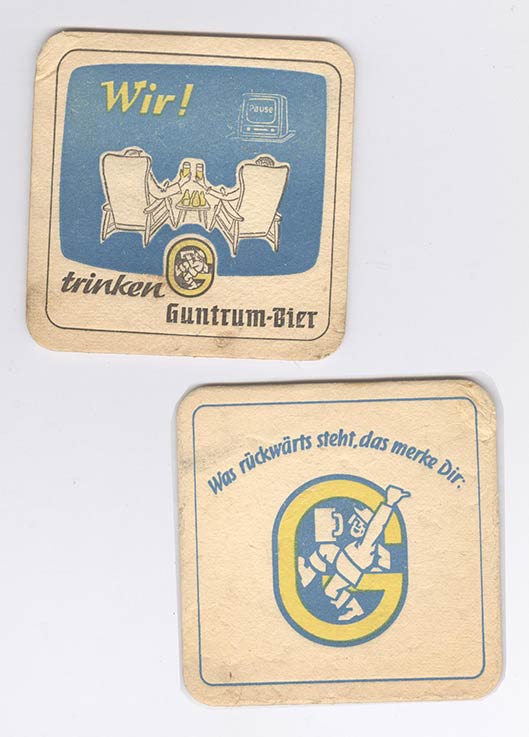 Wir!
Pause
trinken
G
Guntrum-Bier
Was rückwärts steht, das merke Dir:
G